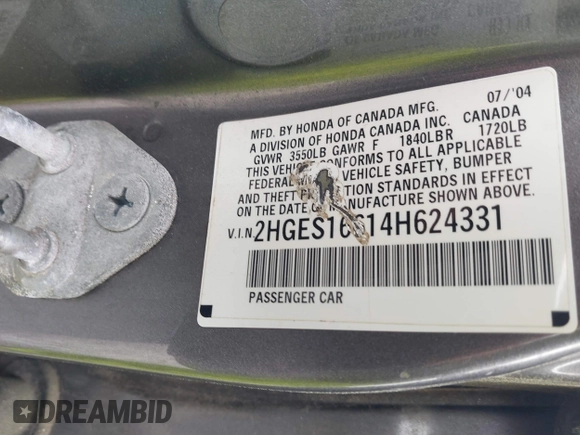 07/'04
MFD. BY HONDA OF CANADA MFG.
A DIVISION OF HONDA CANADA INC. CANADA
GVWR 3550LB GAWR F 1840LB R 1720LB
THIS VEHICLE CONFORMS TO ALL APPLICABLE
FEDERAL VEHICLE SAFETY, BUMPER
AND THEFT STANDARDS IN EFFECT
ON THE DATE OF MANUFACTURE SHOWN ABOVE.
V.I.N. 2HGES16 14H624331
PASSENGER CAR
DREAMBID